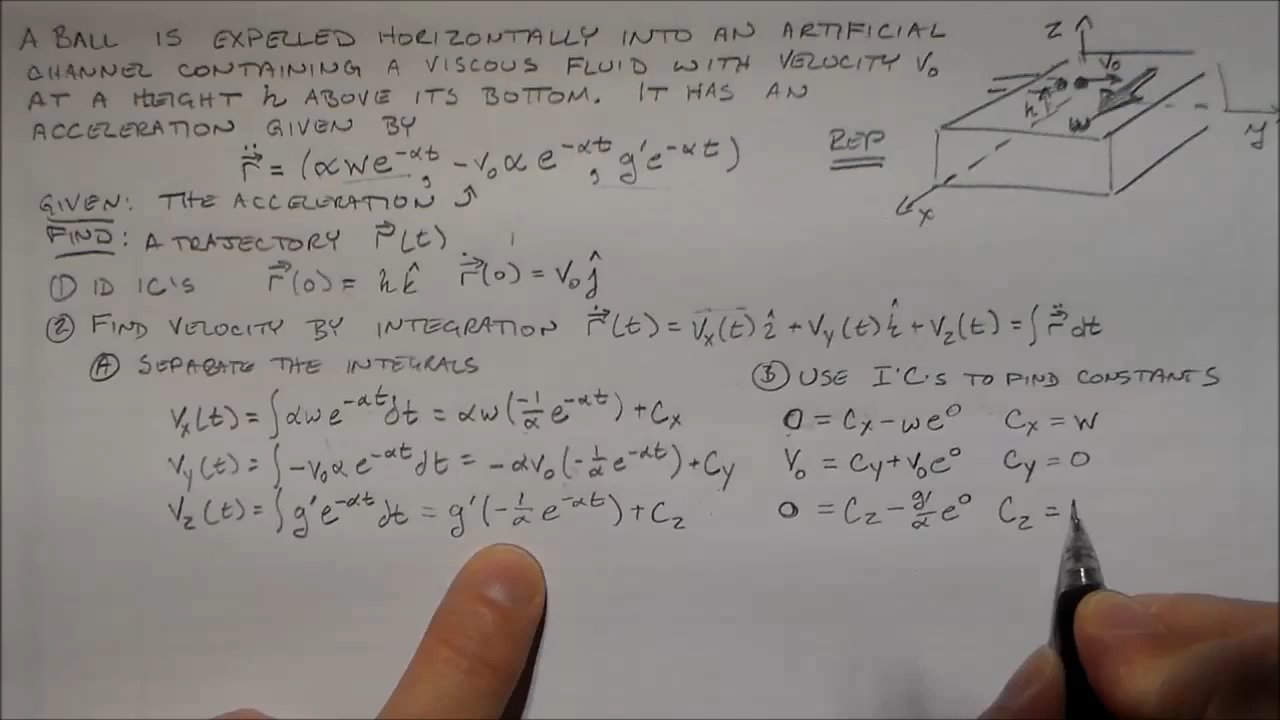 A BALL IS EXPELLED HORIZONTALLY INTO AN ARTIFICIAL
CHANNEL CONTAINING A VISCOUS FLUID WITH VELOCITY V₀
AT A HEIGHT h ABOVE ITS BOTTOM. IT HAS AN
ACCELERATION GIVEN BY
r⃗̈ = (αwe^{-αt}, -v₀αe^{-αt}, g'e^{-αt})
GIVEN: THE ACCELERATION
FIND: A TRAJECTORY r⃗(t)
① ID IC'S r⃗(0) = hk̂ r⃗̇(0) = V₀ĵ
② FIND VELOCITY BY INTEGRATION r⃗̇(t) = Vₓ(t)î + Vy(t)k̂ + Vz(t) = ∫r⃗̈dt
Ⓐ SEPARATE THE INTEGRALS
Vₓ(t) = ∫αwe^{-αt}dt = αw(-1/α e^{-αt}) + Cₓ
Vy(t) = ∫-V₀αe^{-αt}dt = -αV₀(-1/α e^{-αt}) + Cy
Vz(t) = ∫g'e^{-αt}dt = g'(-1/α e^{-αt}) + Cz
③ USE I'C'S TO FIND CONSTANTS
0 = Cₓ - we⁰ Cₓ = w
V₀ = Cy + V₀e⁰ Cy = 0
0 = Cz - g'/α e⁰ Cz =
REP
z
V₀
h
w
y
x